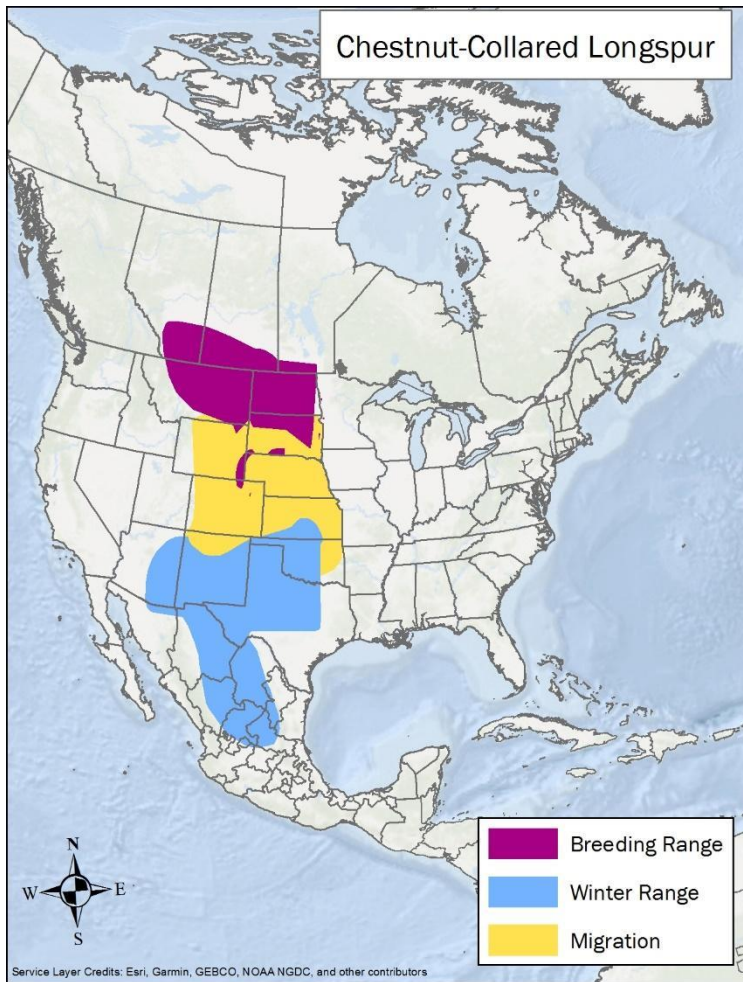 Chestnut-Collared Longspur
Breeding Range
Winter Range
Migration
N
W E
S
Service Layer Credits: Esri, Garmin, GEBCO, NOAA NGDC, and other contributors